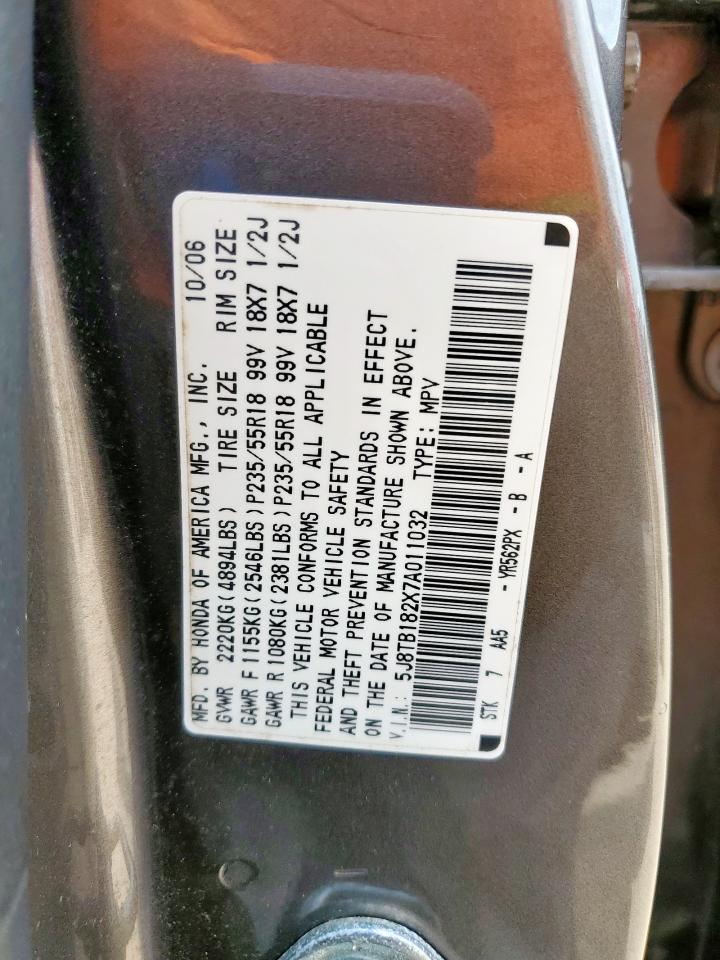 MFD. BY HONDA OF AMERICA MFG., INC. 10/06
GVWR 2220KG(4894LBS) TIRE SIZE RIM SIZE
GAWR F 1155KG(2546LBS)P235/55R18 99V 18X7 1/2J
GAWR R 1080KG(2381LBS)P235/55R18 99V 18X7 1/2J
THIS VEHICLE CONFORMS TO ALL APPLICABLE
FEDERAL MOTOR VEHICLE SAFETY
AND THEFT PREVENTION STANDARDS IN EFFECT
ON THE DATE OF MANUFACTURE SHOWN ABOVE.
V.I.N.: 5J8TB182X7A011032 TYPE: MPV
STK 7 AA5 - YR562PX - B - A